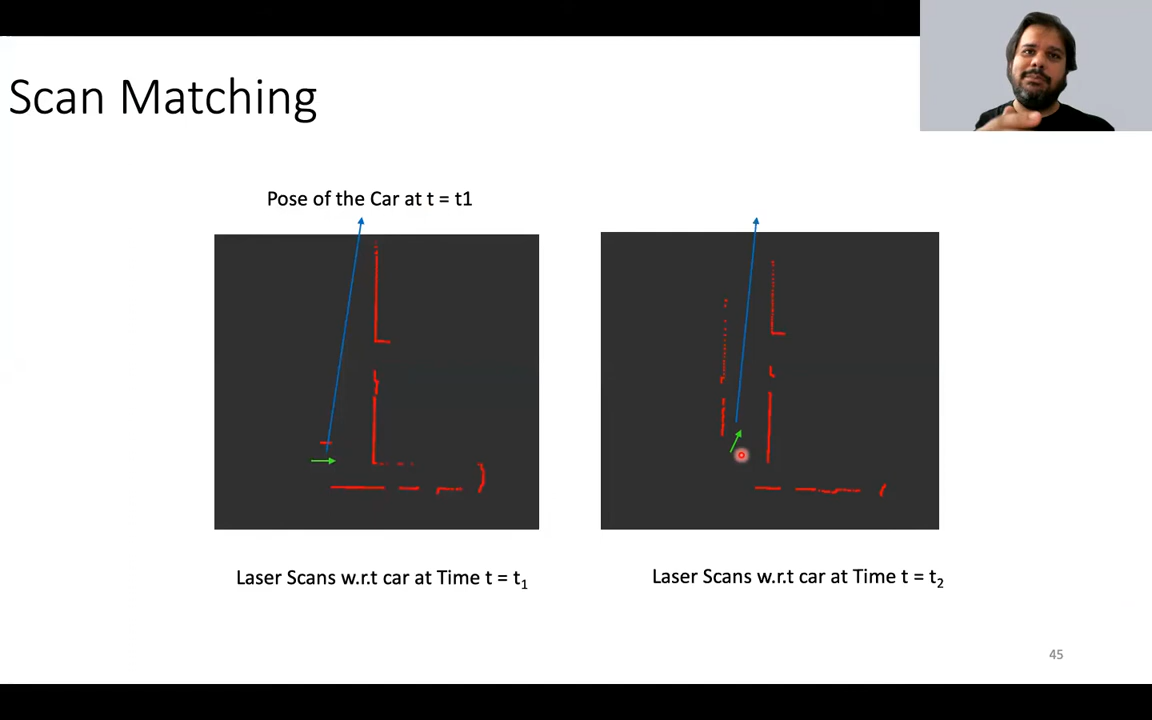 Scan Matching
Pose of the Car at t = t1
Laser Scans w.r.t car at Time t = t₁
Laser Scans w.r.t car at Time t = t₂
45